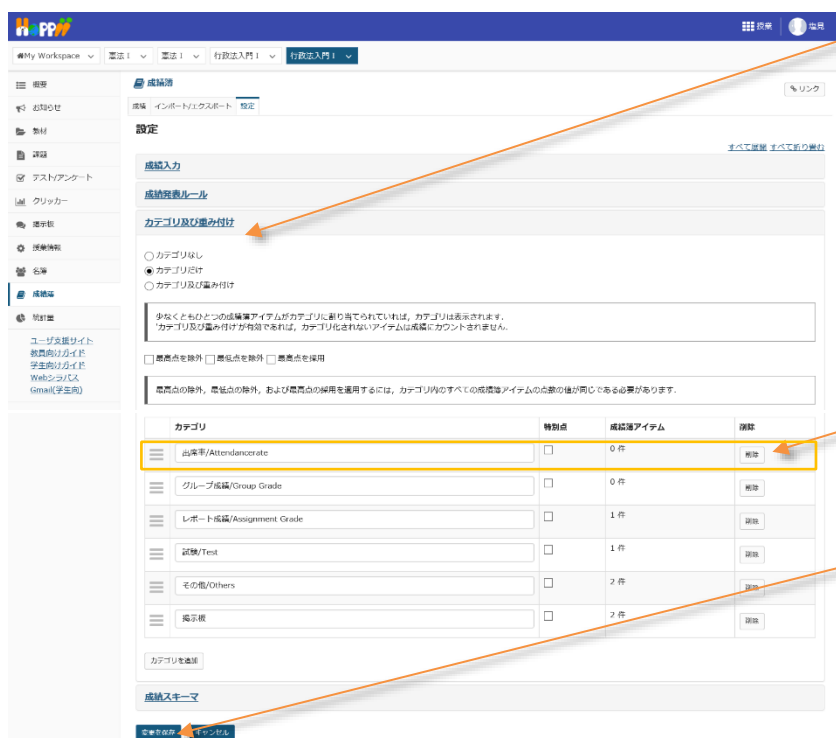 HoPPii
授業 塩見
My Workspace 憲法1 憲法1 行政法入門1 行政法入門1
概要
お知らせ
教材
課題
テスト/アンケート
クリッカー
掲示板
授業情報
名簿
成績簿
統計量
ユーザ支援サイト
教員向けガイド
学生向けガイド
Webシラバス
Gmail(学生向)
成績簿
リンク
成績 インポート/エクスポート 設定
設定
すべて展開 すべて折り畳む
成績入力
成績発表ルール
カテゴリ及び重み付け
カテゴリなし
カテゴリだけ
カテゴリ及び重み付け
少なくともひとつの成績簿アイテムがカテゴリに割り当てられていれば，カテゴリは表示されます．
'カテゴリ及び重み付け'が有効であれば，カテゴリ化されないアイテムは成績にカウントされません．
最高点を除外 最低点を除外 最高点を採用
最高点の除外，最低点の除外，および最高点の採用を適用するには，カテゴリ内のすべての成績簿アイテムの点数の値が同じである必要があります．
カテゴリ 特別点 成績簿アイテム 削除
出席率/Attendancerate 0 件 削除
グループ成績/Group Grade 0 件 削除
レポート成績/Assignment Grade 1 件 削除
試験/Test 1 件 削除
その他/Others 2 件 削除
掲示板 2 件 削除
カテゴリを追加
成績スキーマ
変更を保存 キャンセル